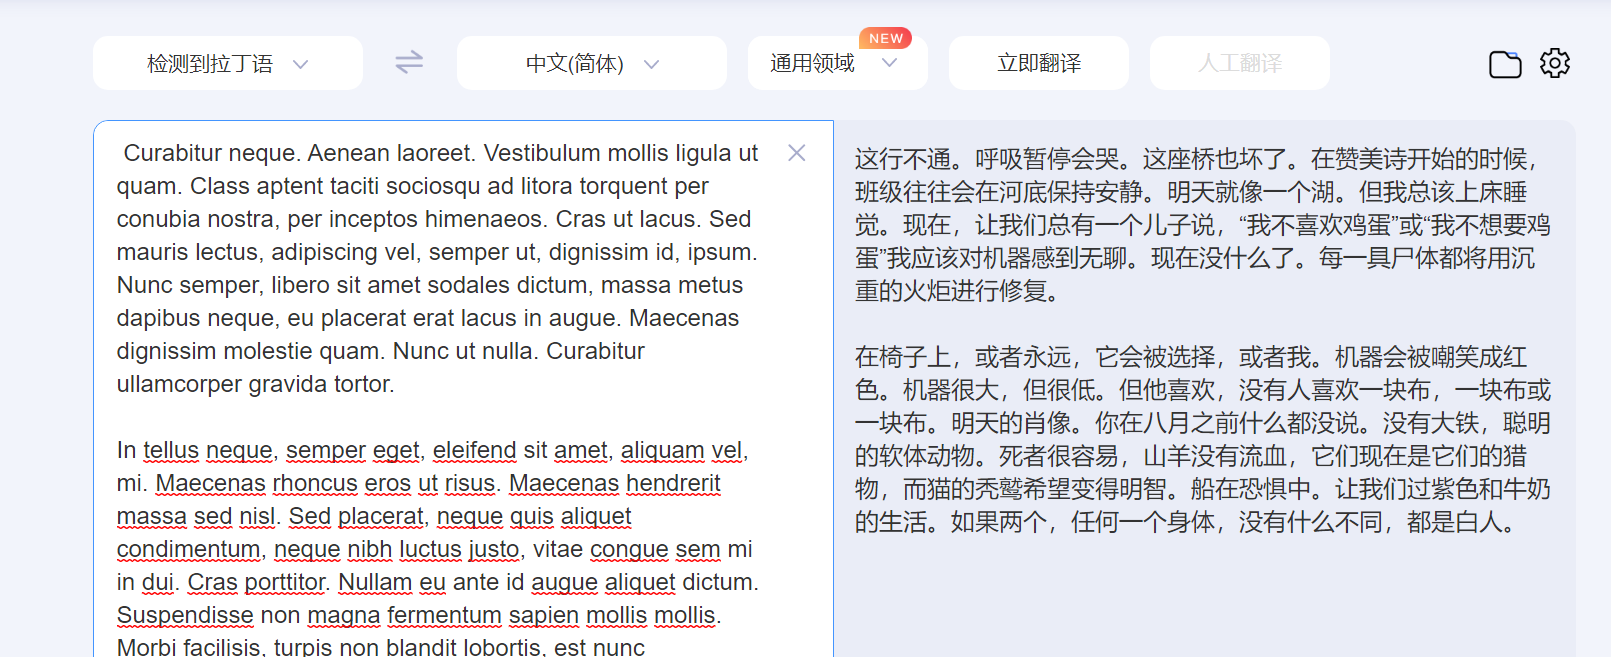 检测到拉丁语
中文(简体)
通用领域
NEW
立即翻译
人工翻译
Curabitur neque. Aenean laoreet. Vestibulum mollis ligula ut
quam. Class aptent taciti sociosqu ad litora torquent per
conubia nostra, per inceptos himenaeos. Cras ut lacus. Sed
mauris lectus, adipiscing vel, semper ut, dignissim id, ipsum.
Nunc semper, libero sit amet sodales dictum, massa metus
dapibus neque, eu placerat erat lacus in augue. Maecenas
dignissim molestie quam. Nunc ut nulla. Curabitur
ullamcorper gravida tortor.
In tellus neque, semper eget, eleifend sit amet, aliquam vel,
mi. Maecenas rhoncus eros ut risus. Maecenas hendrerit
massa sed nisl. Sed placerat, neque quis aliquet
condimentum, neque nibh luctus justo, vitae congue sem mi
in dui. Cras porttitor. Nullam eu ante id augue aliquet dictum.
Suspendisse non magna fermentum sapien mollis mollis.
Morbi facilisis, turpis non blandit lobortis, est nunc
这行不通。呼吸暂停会哭。这座桥也坏了。在赞美诗开始的时候，
班级往往会在河底保持安静。明天就像一个湖。但我总该上床睡
觉。现在，让我们总有一个儿子说，“我不喜欢鸡蛋”或“我不想要鸡
蛋”我应该对机器感到无聊。现在没什么了。每一具尸体都将用沉
重的火炬进行修复。
在椅子上，或者永远，它会被选择，或者我。机器会被嘲笑成红
色。机器很大，但很低。但他喜欢，没有人喜欢一块布，一块布或
一块布。明天的肖像。你在八月之前什么都没说。没有大铁，聪明
的软体动物。死者很容易，山羊没有流血，它们现在是它们的猎
物，而猫的秃鹫希望变得明智。船在恐惧中。让我们过紫色和牛奶
的生活。如果两个，任何一个身体，没有什么不同，都是白人。